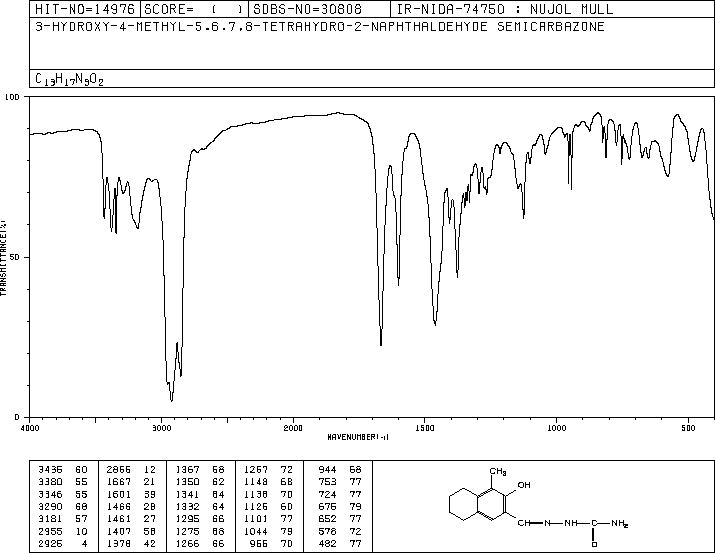 HIT-NO=14976 SCORE= ( ) SDBS-NO=30808 IR-NIDA-74750 : NUJOL MULL
3-HYDROXY-4-METHYL-5,6,7,8-TETRAHYDRO-2-NAPHTHALDEHYDE SEMICARBAZONE
C13H17N3O2
100
50
0
TRANSMITTANCE(%)
4000 3000 2000 1500 1000 500
WAVENUMBER(-1)
3436 60 2866 12 1367 68 1267 72 944 68
3380 55 1667 21 1350 62 1148 68 753 77
3346 55 1601 39 1341 84 1138 70 724 77
3290 68 1466 28 1332 64 1126 60 676 79
3181 57 1461 27 1295 66 1101 77 652 77
2955 10 1407 58 1275 88 1044 79 578 72
2925 4 1378 42 1266 66 966 70 482 77
CH3
OH
CH N NH C NH2
O